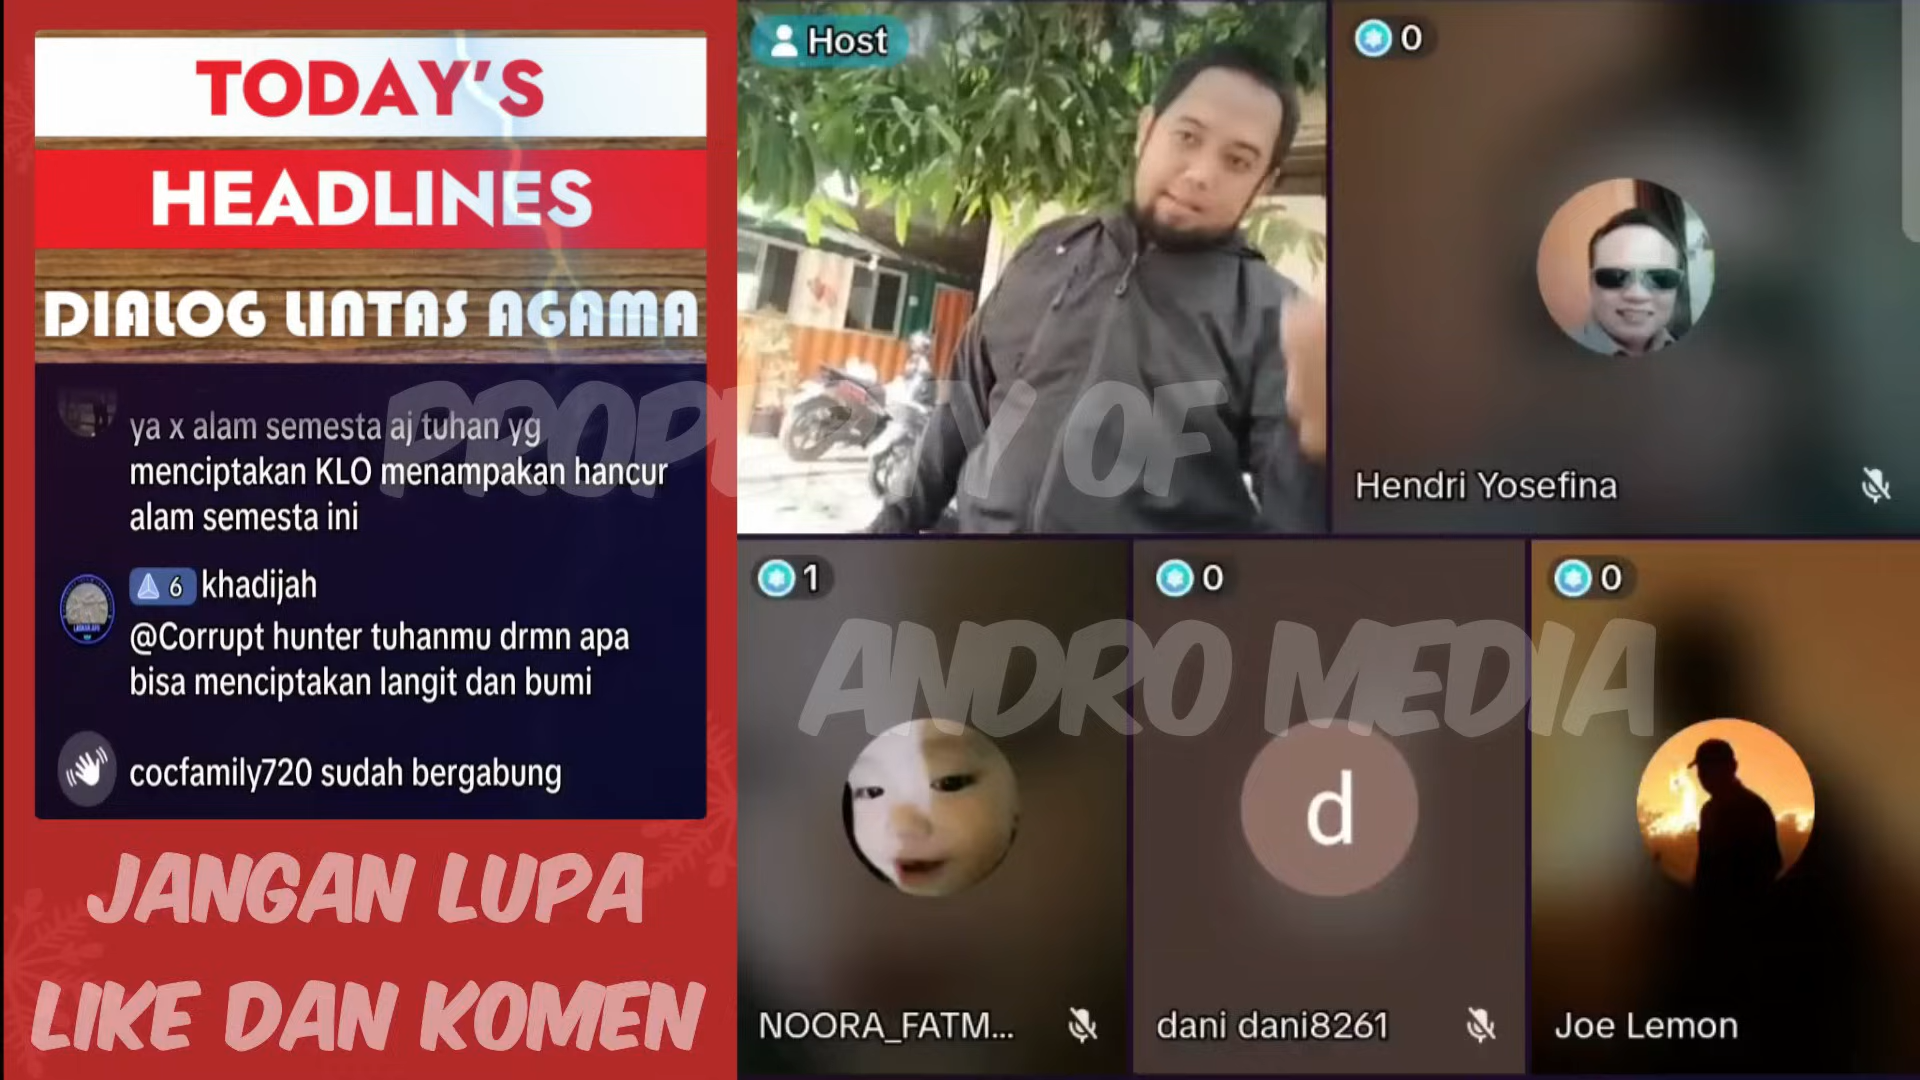 TODAY'S
HEADLINES
DIALOG LINTAS AGAMA
ya x alam semesta aj tuhan yg
menciptakan KLO menampakan hancur
alam semesta ini
6 khadijah
@Corrupt hunter tuhanmu drmn apa
bisa menciptakan langit dan bumi
cocfamily720 sudah bergabung
JANGAN LUPA
LIKE DAN KOMEN
Host
0
Hendri Yosefina
PROPERTY OF
ANDRO MEDIA
1
NOORA_FATM...
0
d
dani dani8261
0
Joe Lemon